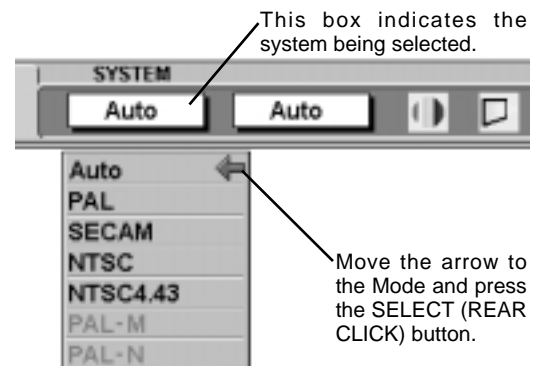 This box indicates the
system being selected.
SYSTEM
Auto Auto
Auto
PAL
SECAM
NTSC
NTSC4.43
PAL-M
PAL-N
Move the arrow to
the Mode and press
the SELECT (REAR
CLICK) button.